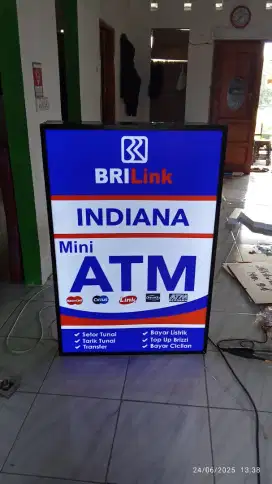 BRILink
INDIANA
Mini
ATM
Link
Setor Tunai
Tarik Tunai
Transfer
Bayar Listrik
Top Up Brizzi
Bayar Cicilan
24/06/2025 13:38